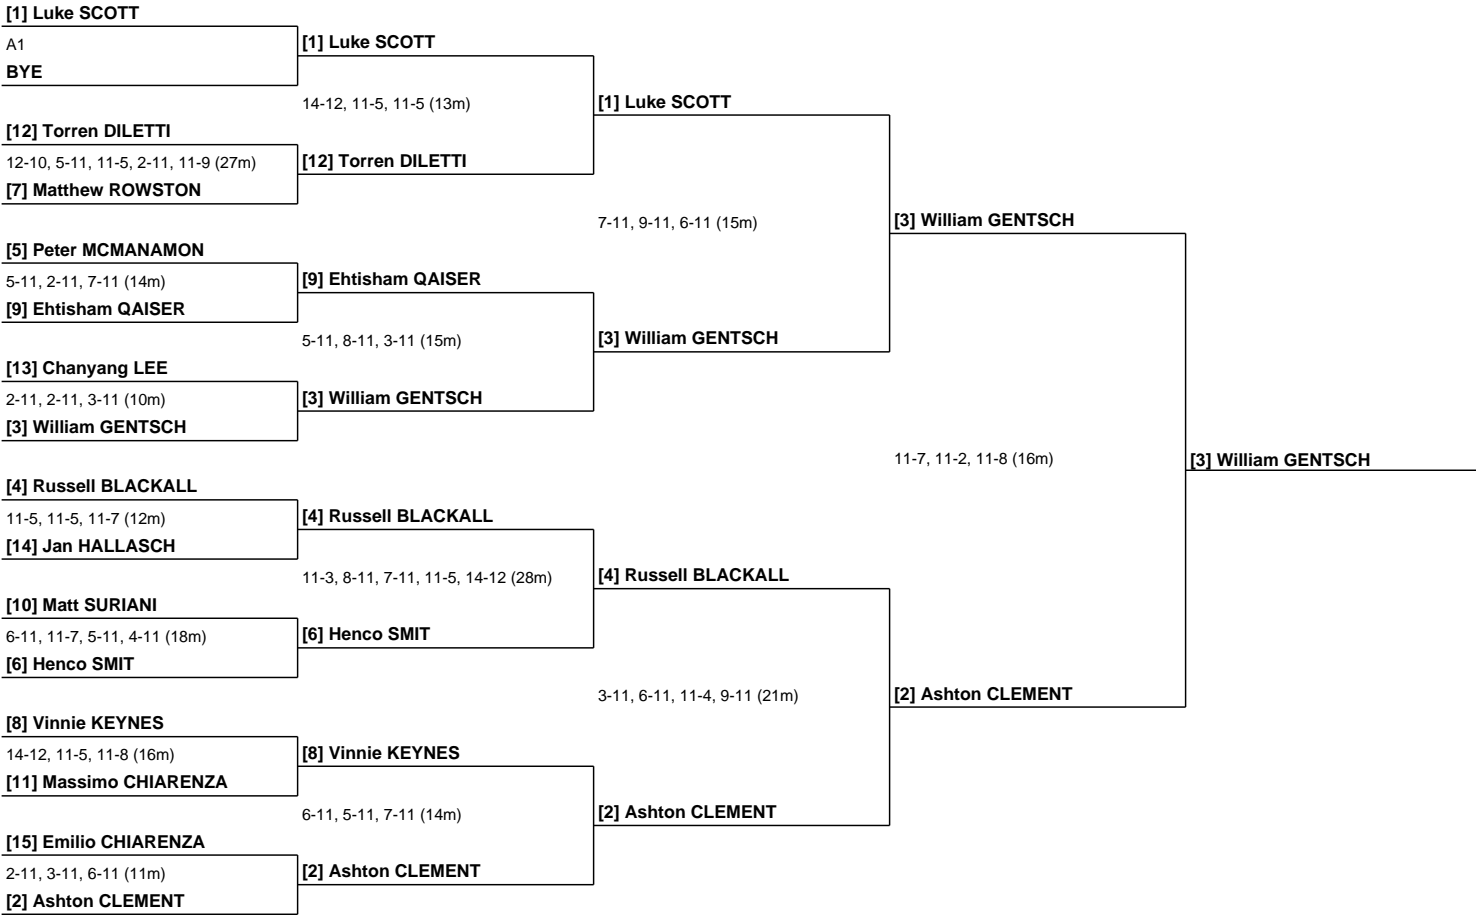 [1] Luke SCOTT
A1
BYE
[12] Torren DILETTI
12-10, 5-11, 11-5, 2-11, 11-9 (27m)
[7] Matthew ROWSTON
[5] Peter MCMANAMON
5-11, 2-11, 7-11 (14m)
[9] Ehtisham QAISER
[13] Chanyang LEE
2-11, 2-11, 3-11 (10m)
[3] William GENTSCH
[4] Russell BLACKALL
11-5, 11-5, 11-7 (12m)
[14] Jan HALLASCH
[10] Matt SURIANI
6-11, 11-7, 5-11, 4-11 (18m)
[6] Henco SMIT
[8] Vinnie KEYNES
14-12, 11-5, 11-8 (16m)
[11] Massimo CHIARENZA
[15] Emilio CHIARENZA
2-11, 3-11, 6-11 (11m)
[2] Ashton CLEMENT
[1] Luke SCOTT
14-12, 11-5, 11-5 (13m)
[12] Torren DILETTI
[9] Ehtisham QAISER
5-11, 8-11, 3-11 (15m)
[3] William GENTSCH
[4] Russell BLACKALL
11-3, 8-11, 7-11, 11-5, 14-12 (28m)
[6] Henco SMIT
[8] Vinnie KEYNES
6-11, 5-11, 7-11 (14m)
[2] Ashton CLEMENT
[1] Luke SCOTT
7-11, 9-11, 6-11 (15m)
[3] William GENTSCH
[4] Russell BLACKALL
3-11, 6-11, 11-4, 9-11 (21m)
[2] Ashton CLEMENT
[3] William GENTSCH
11-7, 11-2, 11-8 (16m)
[2] Ashton CLEMENT
[3] William GENTSCH